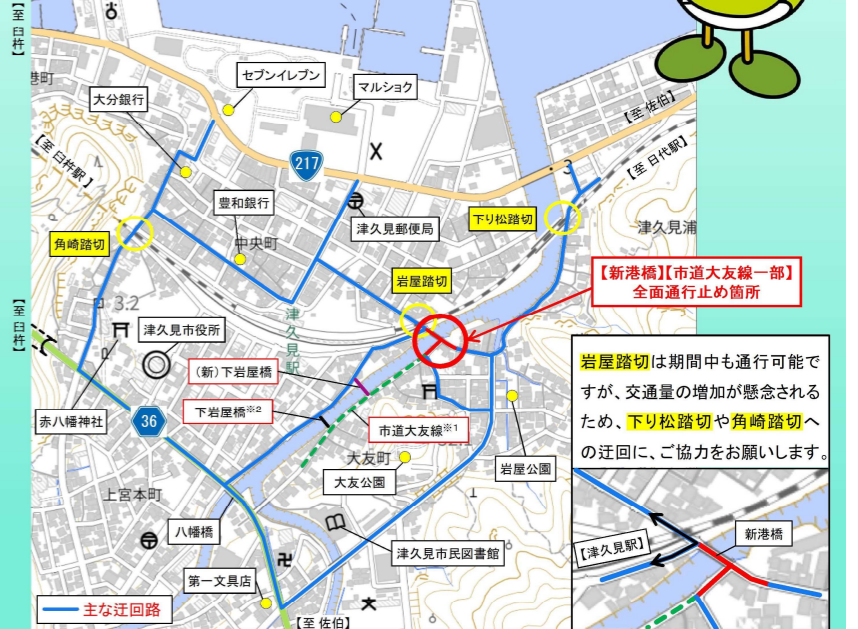 【至 臼杵】
港町
セブンイレブン
大分銀行
マルショク
【至 佐伯】
【至 臼杵駅】
217
【至 日代駅】
・3
豊和銀行
津久見郵便局
下り松踏切
津久見浦
角崎踏切
中央町
岩屋踏切
【新港橋】【市道大友線一部】
全面通行止め箇所
【至 臼杵】
3.2
津久見市役所
津久見駅
(新)下岩屋橋
岩屋踏切は期間中も通行可能で
すが、交通量の増加が懸念される
ため、下り松踏切や角崎踏切へ
の迂回に、ご協力をお願いします。
赤八幡神社
36
下岩屋橋※2
市道大友線※1
大友町
岩屋公園
大友公園
上宮本町
八幡橋
津久見市民図書館
第一文具店
主な迂回路
【至 佐伯】
【津久見駅】
新港橋